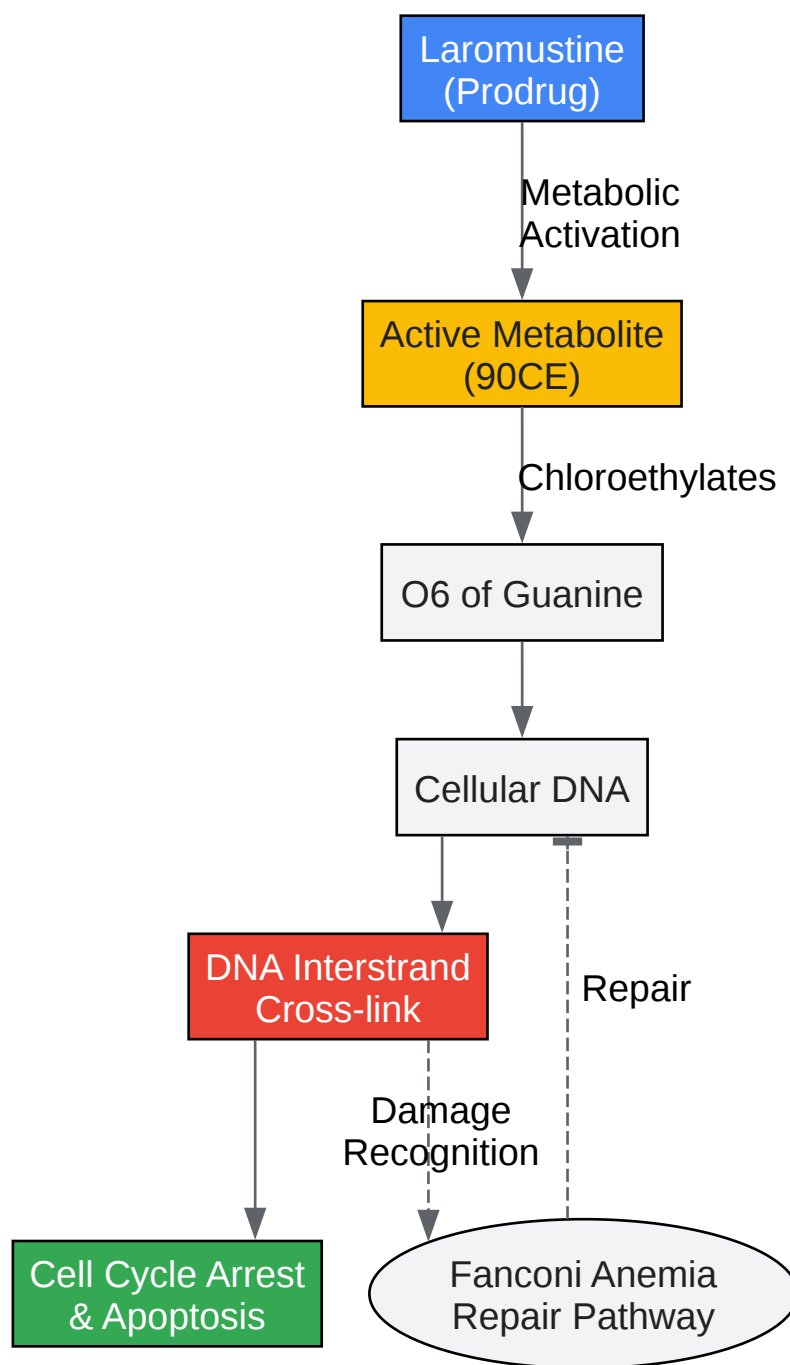 Laromustine
(Prodrug)
Metabolic
Activation
Active Metabolite
(90CE)
Chloroethylates
O6 of Guanine
Cellular DNA
DNA Interstrand
Cross-link
Repair
Damage
Recognition
Cell Cycle Arrest
& Apoptosis
Fanconi Anemia
Repair Pathway